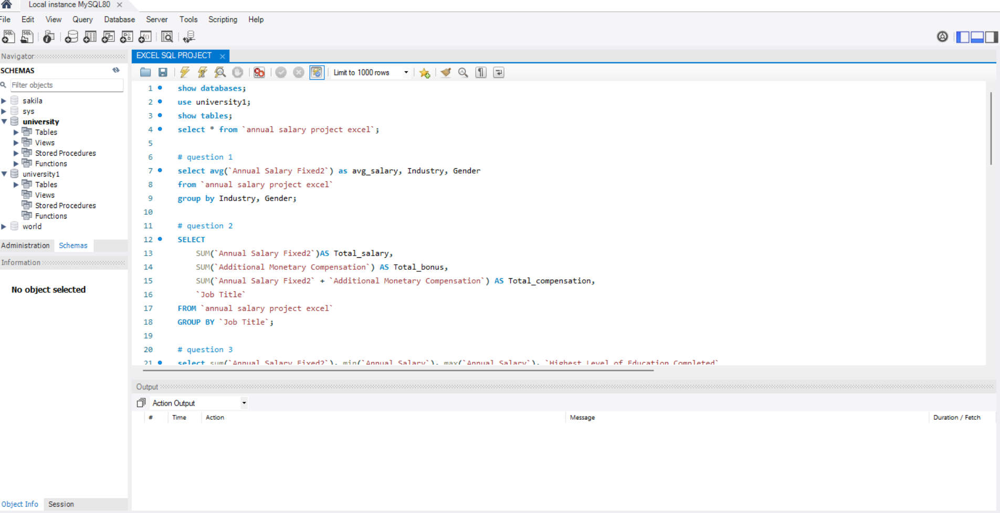 Local instance MySQL80
File Edit View Query Database Server Tools Scripting Help
Navigator
EXCEL SQL PROJECT
SCHEMAS
Limit to 1000 rows
Filter objects
sakila
sys
university
Tables
Views
Stored Procedures
Functions
university1
Tables
Views
Stored Procedures
Functions
world
Administration Schemas
Information
No object selected
Object Info Session
1 show databases;
2 use university1;
3 show tables;
4 select * from `annual salary project excel`;
5
6 # question 1
7 select avg(`Annual Salary Fixed2`) as avg_salary, Industry, Gender
8 from `annual salary project excel`
9 group by Industry, Gender;
10
11 # question 2
12 SELECT
13 SUM(`Annual Salary Fixed2`)AS Total_salary,
14 SUM(`Additional Monetary Compensation`) AS Total_bonus,
15 SUM(`Annual Salary Fixed2` + `Additional Monetary Compensation`) AS Total_compensation,
16 `Job Title`
17 FROM `annual salary project excel`
18 GROUP BY `Job Title`;
19
20 # question 3
21 select sum(`Annual Salary Fixed2`), min(`Annual Salary`), max(`Annual Salary`), `Highest Level of Education Completed`
Output
Action Output
# Time Action Message Duration / Fetch